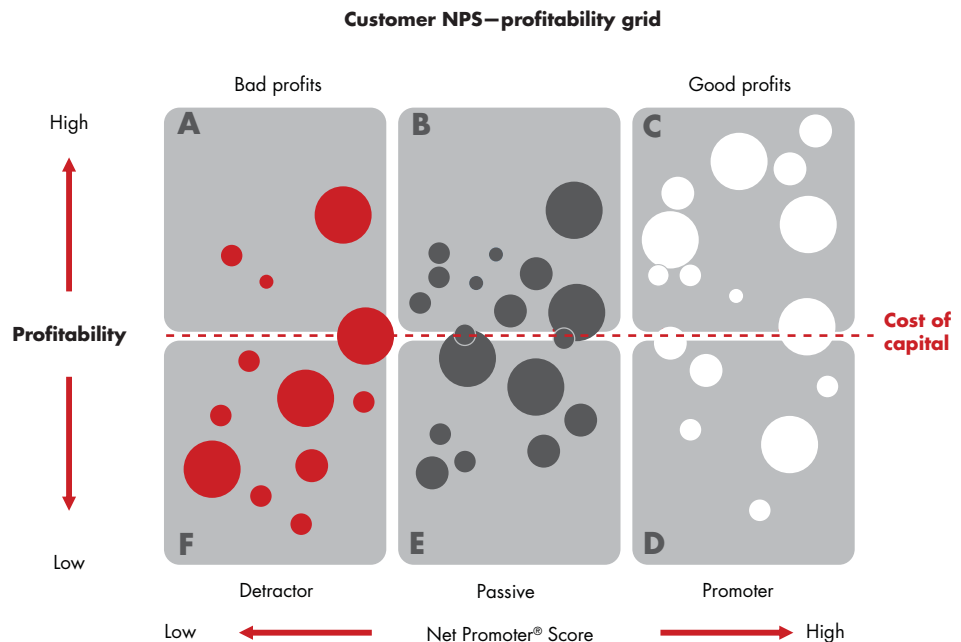 Customer NPS–profitability grid
Bad profits
Good profits
High
A
B
C
Profitability
Cost of
capital
F
E
D
Low
Detractor
Passive
Promoter
Low
Net Promoter® Score
High